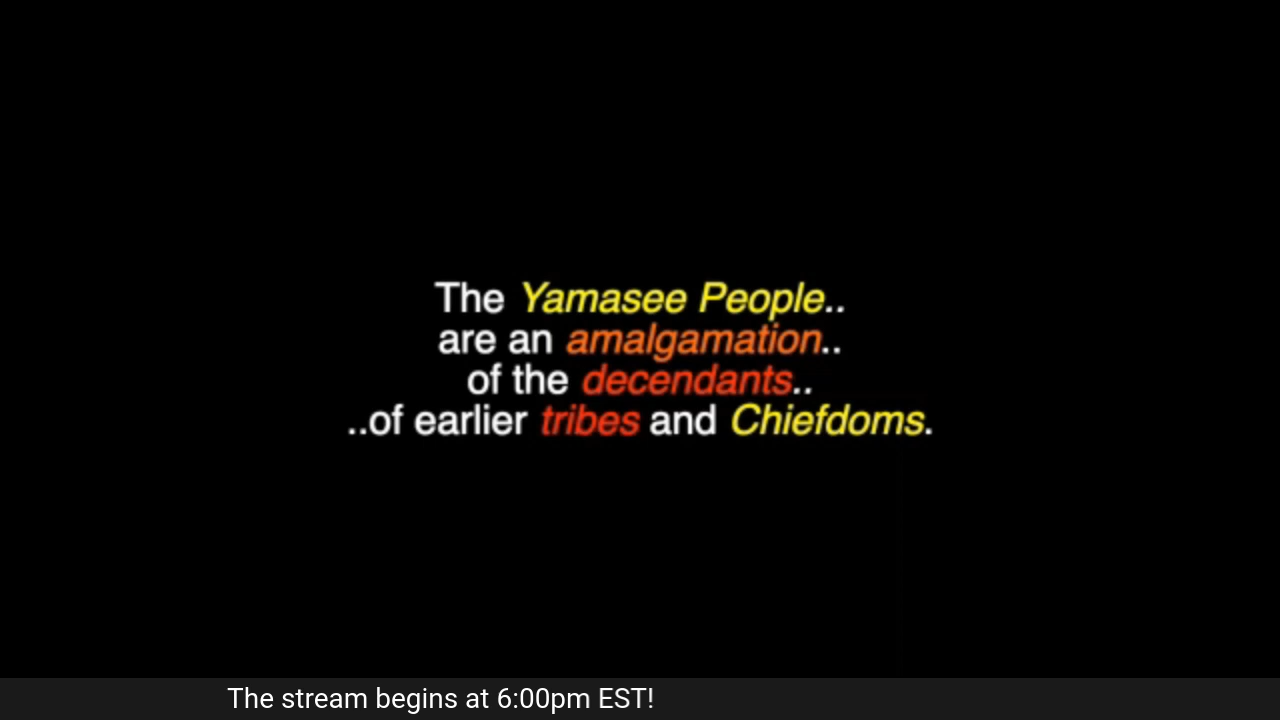 The Yamasee People..
are an amalgamation..
of the decendants..
..of earlier tribes and Chiefdoms.
The stream begins at 6:00pm EST!